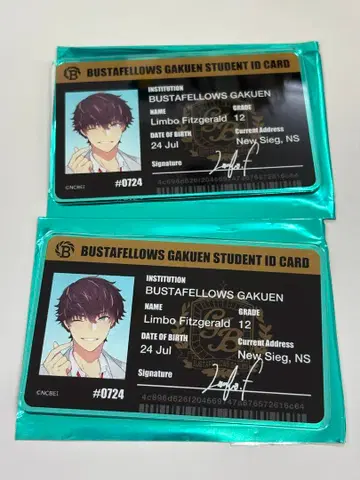 BUSTAFELLOWS GAKUEN STUDENT ID CARD
INSTITUTION
BUSTAFELLOWS GAKUEN
NAME GRADE
Limbo Fitzgerald 12
DATE OF BIRTH Current Address
24 Jul New Sieg, NS
Signature
©NCBIEI #0724
BUSTAFELLOWS GAKUEN STUDENT ID CARD
INSTITUTION
BUSTAFELLOWS GAKUEN
NAME GRADE
Limbo Fitzgerald 12
DATE OF BIRTH Current Address
24 Jul New Sieg, NS
Signature
©NCBIEI #0724